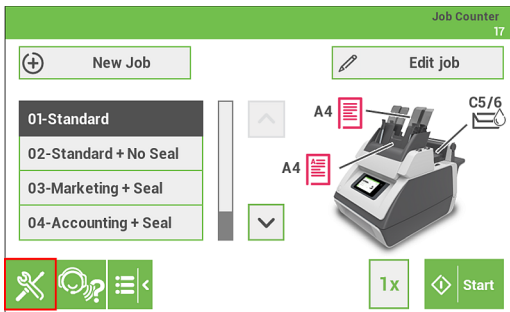 Job Counter
17
New Job
Edit job
01-Standard
02-Standard + No Seal
03-Marketing + Seal
04-Accounting + Seal
A4
A4
C5/6
1x
Start